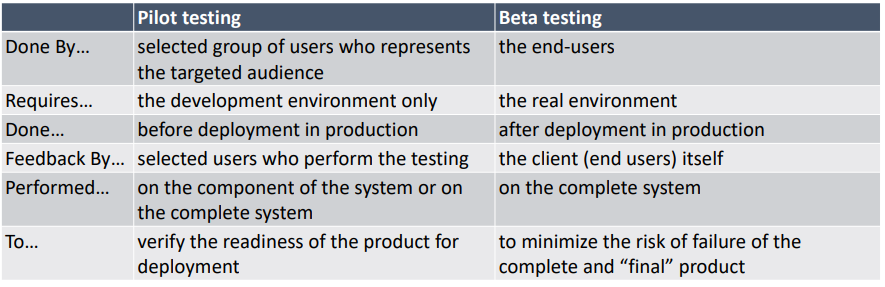 Pilot testing Beta testing
Done By… selected group of users who represents the end-users
the targeted audience
Requires… the development environment only the real environment
Done… before deployment in production after deployment in production
Feedback By… selected users who perform the testing the client (end users) itself
Performed… on the component of the system or on on the complete system
the complete system
To… verify the readiness of the product for to minimize the risk of failure of the
deployment complete and “final” product